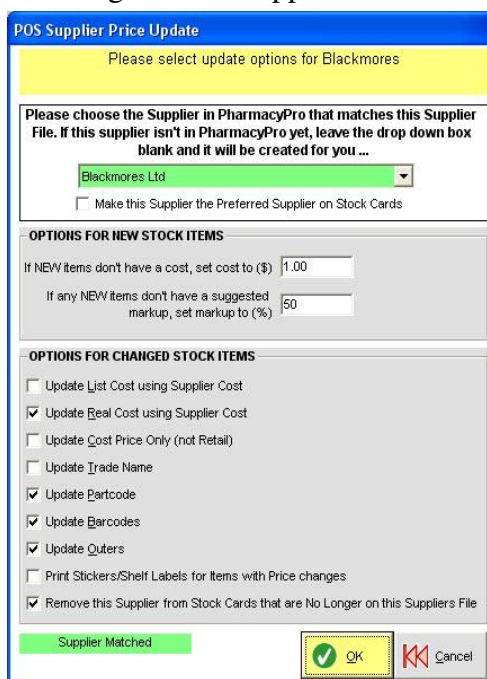 POS Supplier Price Update
Please select update options for Blackmores
Please choose the Supplier in PharmacyPro that matches this Supplier
File. If this supplier isn't in PharmacyPro yet, leave the drop down box
blank and it will be created for you ...
Blackmores Ltd
Make this Supplier the Preferred Supplier on Stock Cards
OPTIONS FOR NEW STOCK ITEMS
If NEW items don't have a cost, set cost to ($) 1.00
If any NEW items don't have a suggested
markup, set markup to (%) 50
OPTIONS FOR CHANGED STOCK ITEMS
Update List Cost using Supplier Cost
Update Real Cost using Supplier Cost
Update Cost Price Only (not Retail)
Update Trade Name
Update Partcode
Update Barcodes
Update Outers
Print Stickers/Shelf Labels for Items with Price changes
Remove this Supplier from Stock Cards that are No Longer on this Suppliers File
Supplier Matched
OK
Cancel